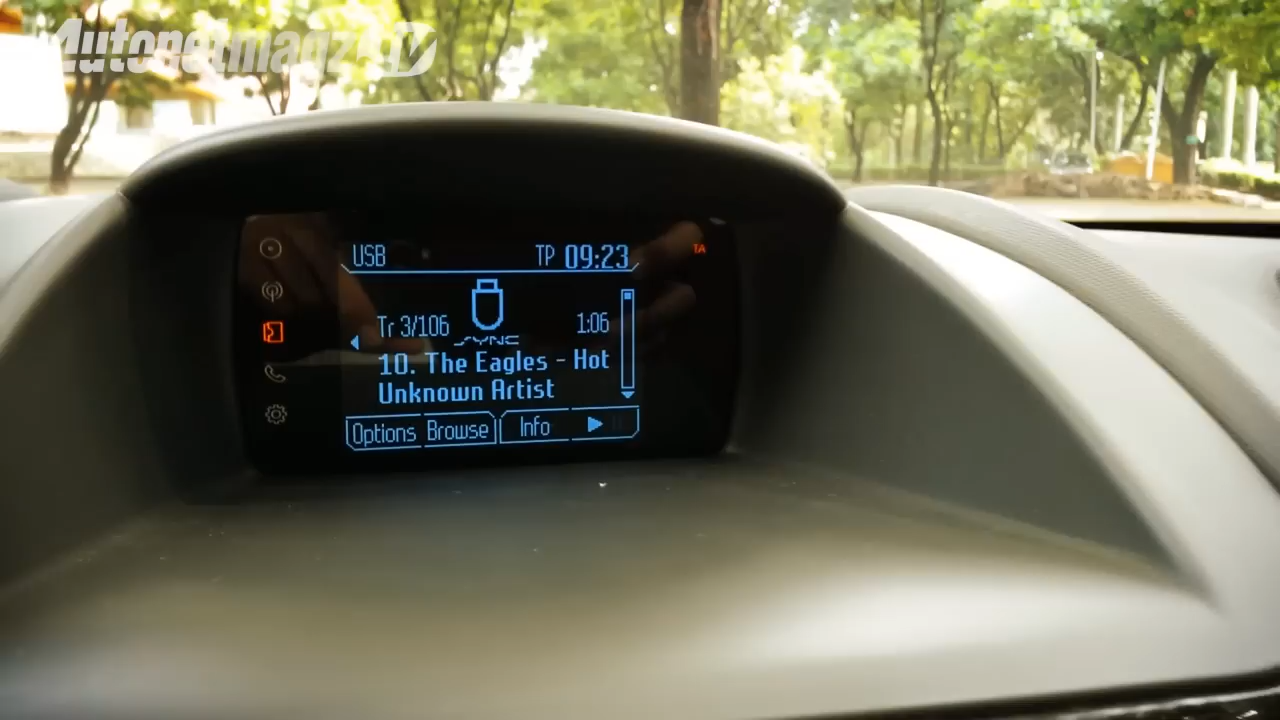 AutonetmagzTV
USB TP 09:23
TA
Tr 3/106 1:06
SYNC
10. The Eagles - Hot
Unknown Artist
Options Browse Info